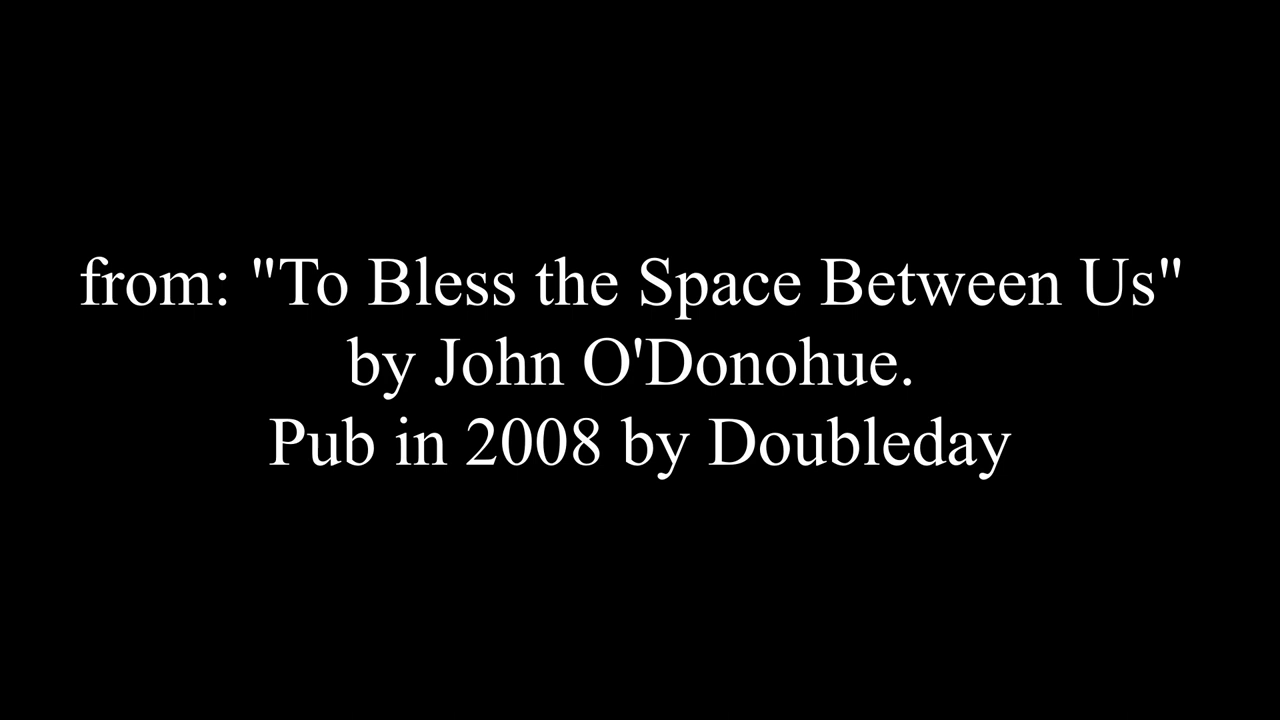 from: "To Bless the Space Between Us"
by John O'Donohue.
Pub in 2008 by Doubleday